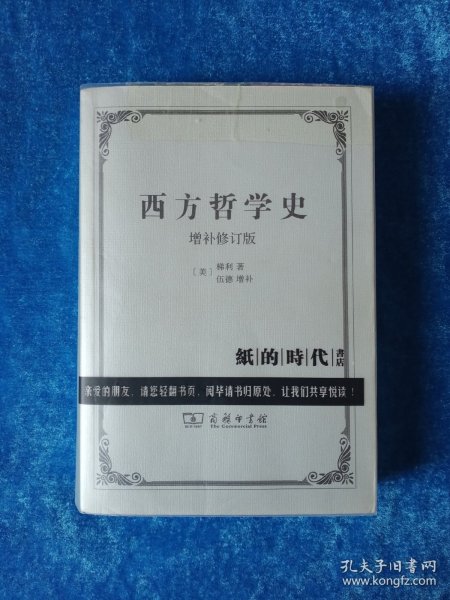 西方哲学史
增补修订版
〔美〕梯利 著
伍德 增补
紙的時代書店
亲爱的朋友，请您轻翻书页，阅毕请书归原处，让我们共享悦读！
商務印書館
The Commercial Press
孔夫子旧书网
www.kongfz.com